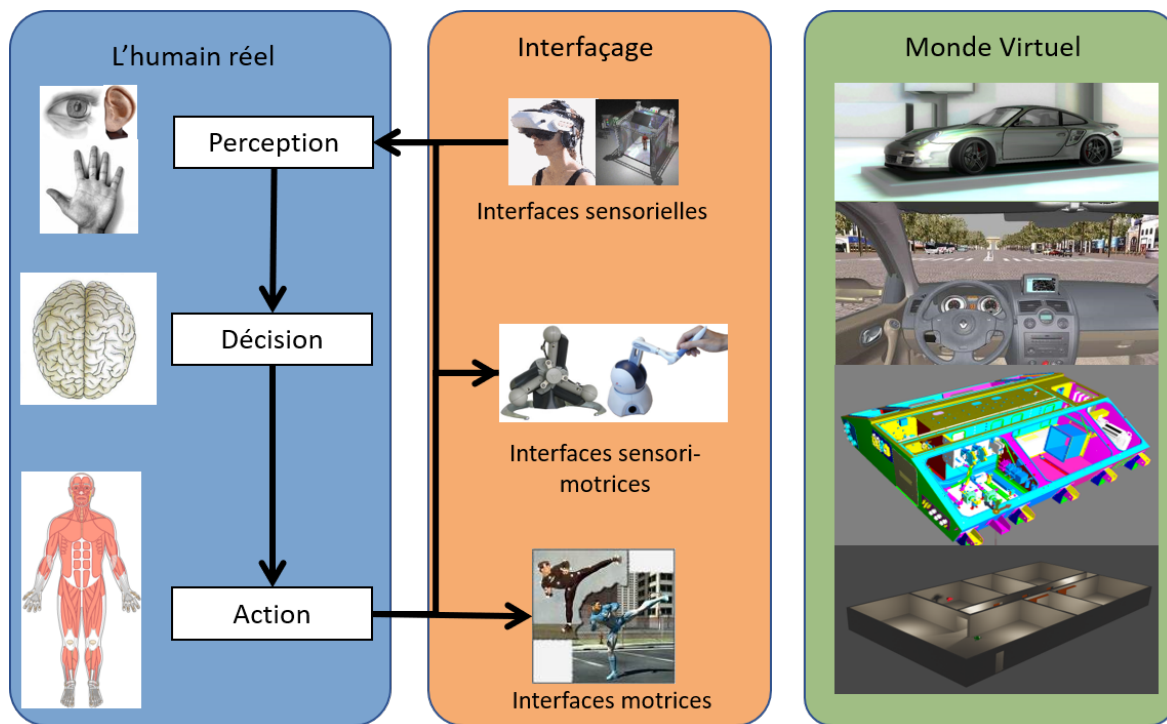 L'humain réel
Interfaçage
Monde Virtuel
Perception
Interfaces sensorielles
Décision
Interfaces sensori-
motrices
Action
Interfaces motrices